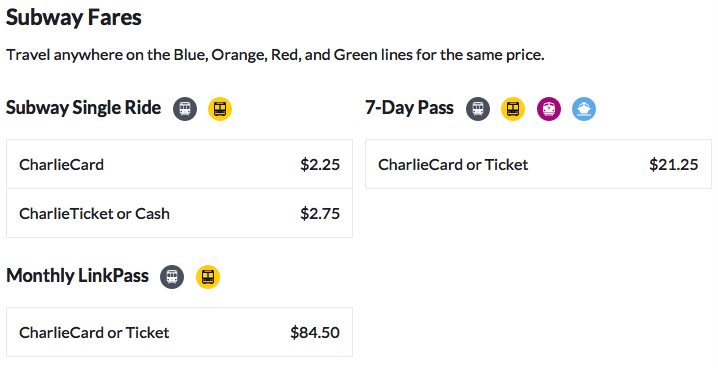 Subway Fares
Travel anywhere on the Blue, Orange, Red, and Green lines for the same price.
Subway Single Ride
CharlieCard $2.25
CharlieTicket or Cash $2.75
7-Day Pass
CharlieCard or Ticket $21.25
Monthly LinkPass
CharlieCard or Ticket $84.50